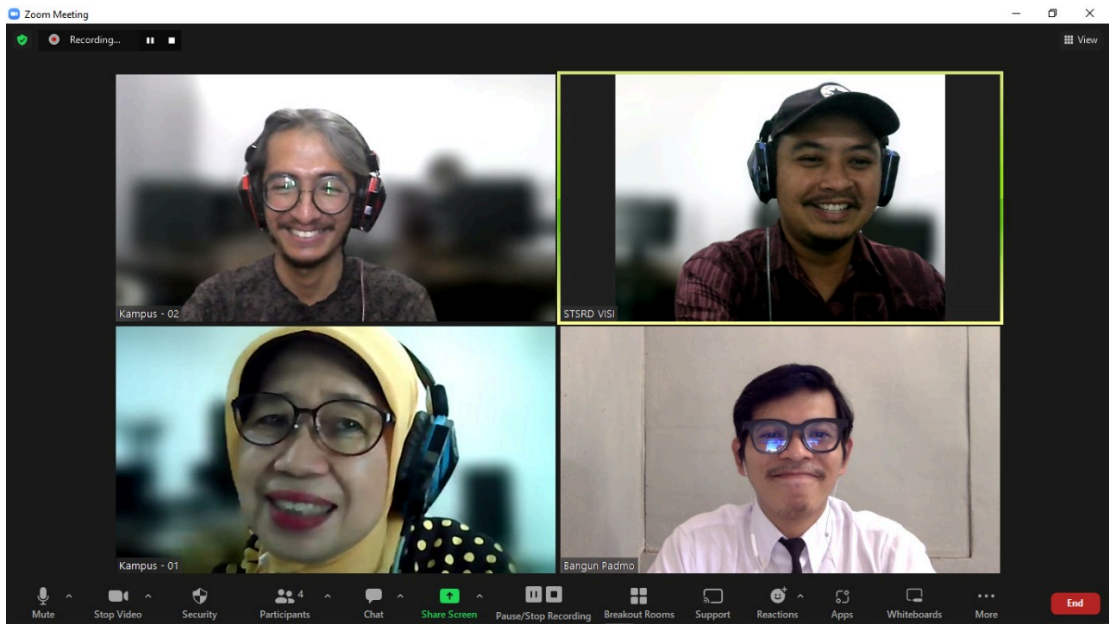 Zoom Meeting
Recording...
View
Kampus - 02
STSRD VISI
Kampus - 01
Bangun Padmo
Mute
Stop Video
Security
4
Participants
Chat
Share Screen
Pause/Stop Recording
Breakout Rooms
Support
Reactions
Apps
Whiteboards
More
End